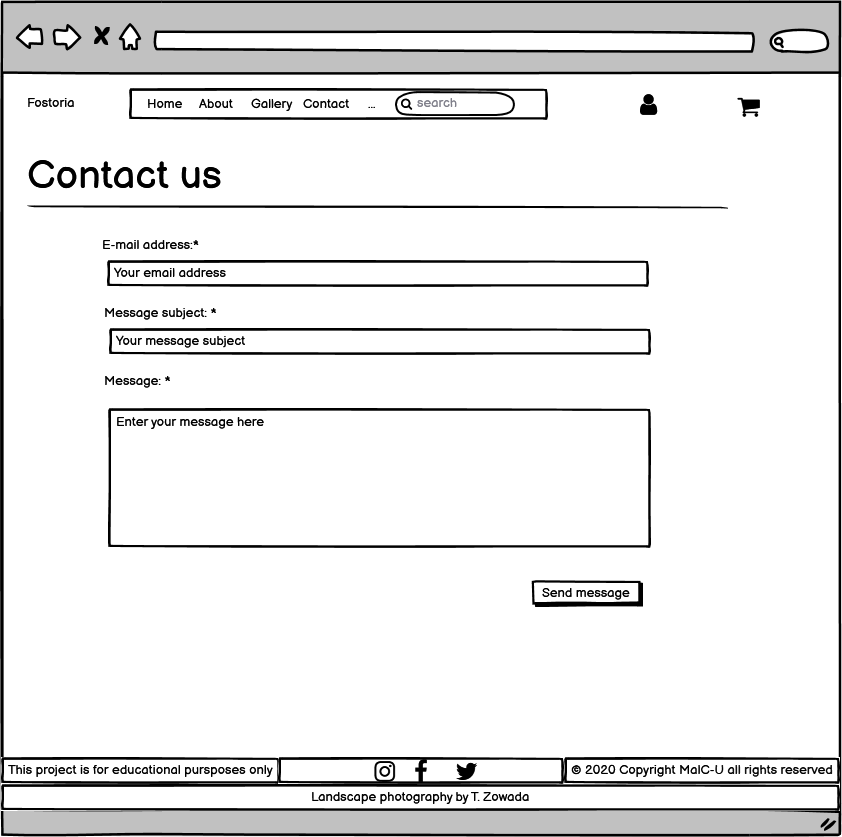 Fostoria
Home About Gallery Contact ... search
Contact us
E-mail address:*
Your email address
Message subject: *
Your message subject
Message: *
Enter your message here
Send message
This project is for educational pursposes only
© 2020 Copyright MalC-U all rights reserved
Landscape photography by T. Zowada